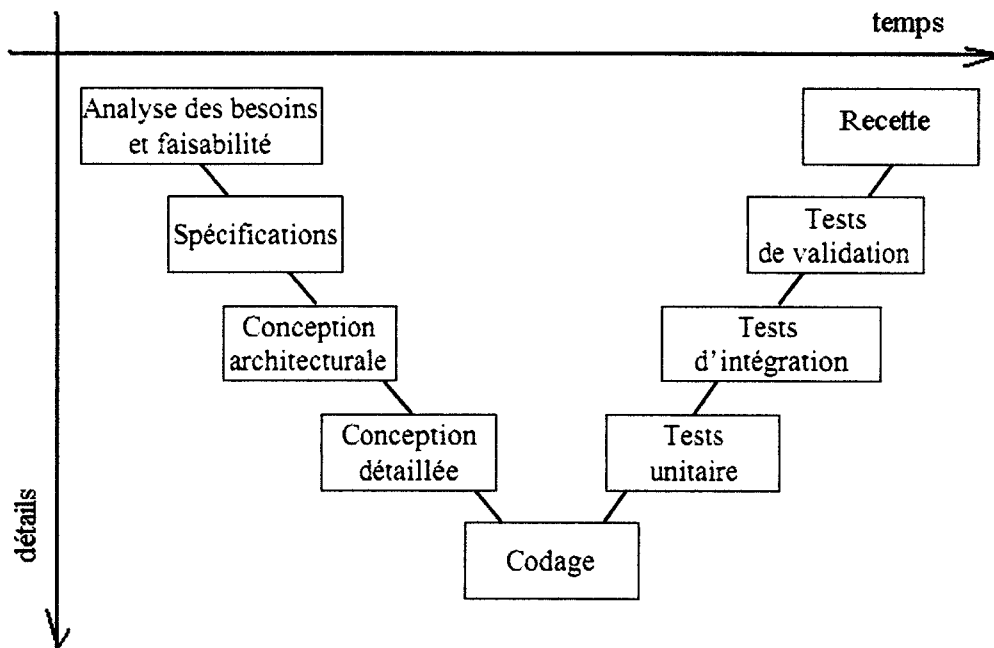 temps
Analyse des besoins
et faisabilité
Recette
Spécifications
Tests
de validation
Conception
architecturale
Tests
d'intégration
Conception
détaillée
Tests
unitaire
Codage
détails